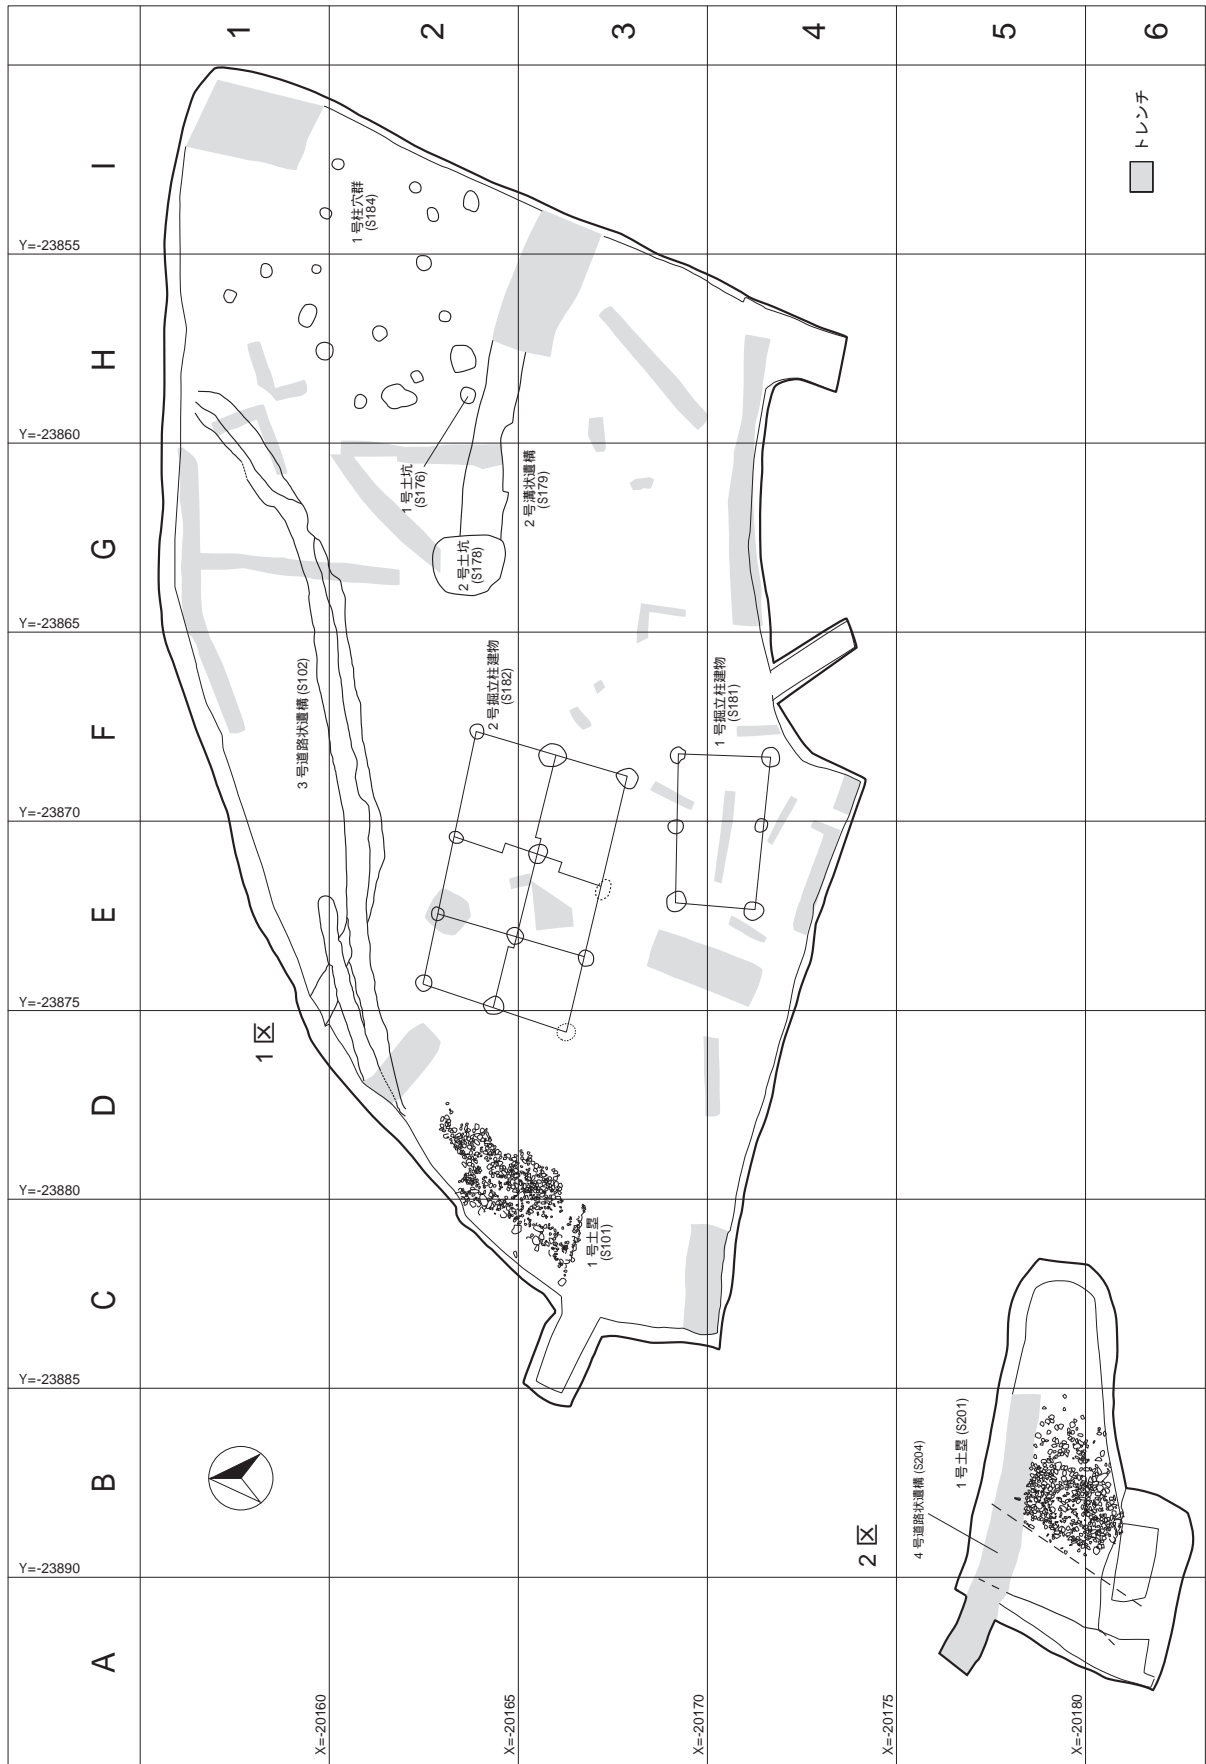 A
B
C
D
E
F
G
H
I
1
2
3
4
5
6
Y=-23855
Y=-23860
Y=-23865
Y=-23870
Y=-23875
Y=-23880
Y=-23885
Y=-23890
X=-20160
X=-20165
X=-20170
X=-20175
X=-20180
1区
3号道路状遺構 (S102)
1号柱穴群
(S184)
1号土坑
(S176)
2号土坑
(S178)
2号溝状遺構
(S179)
2号掘立柱建物
(S182)
1号掘立柱建物
(S181)
1号土塁
(S101)
2区
4号道路状遺構 (S204)
1号土塁 (S201)
トレンチ